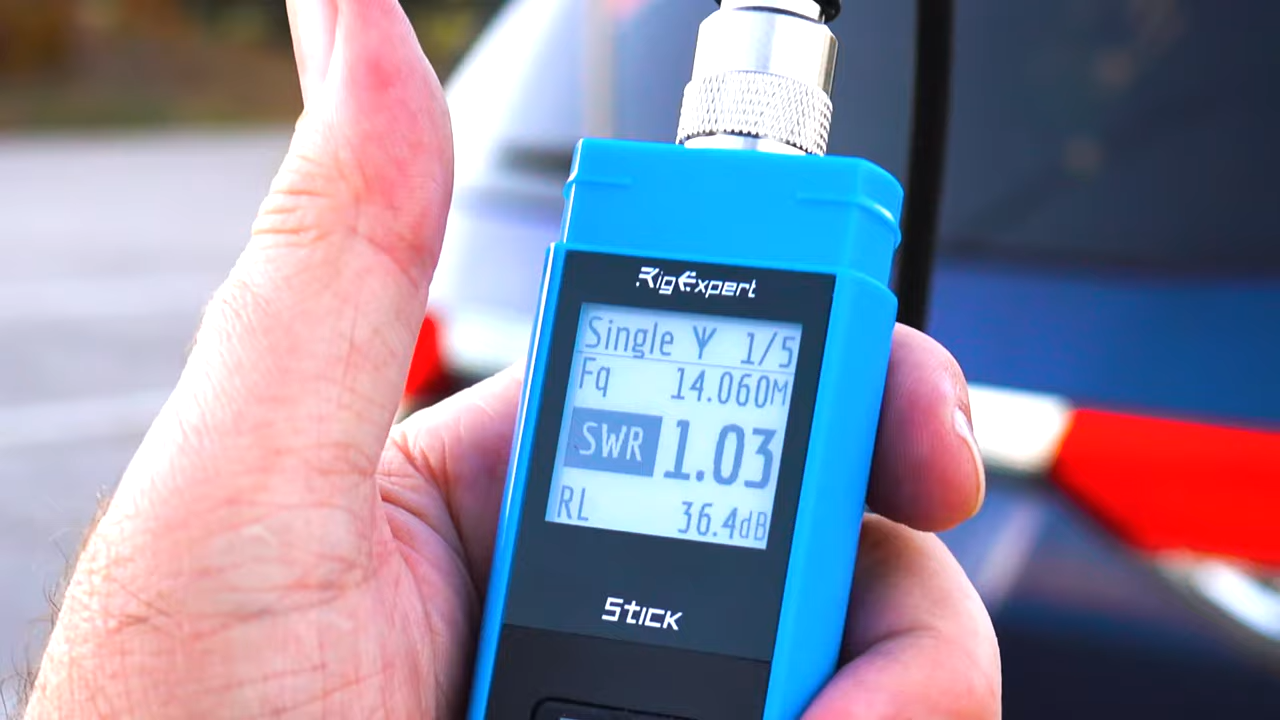 RigExpert
Single 1/5
Fq 14.060M
SWR 1.03
RL 36.4dB
Stick